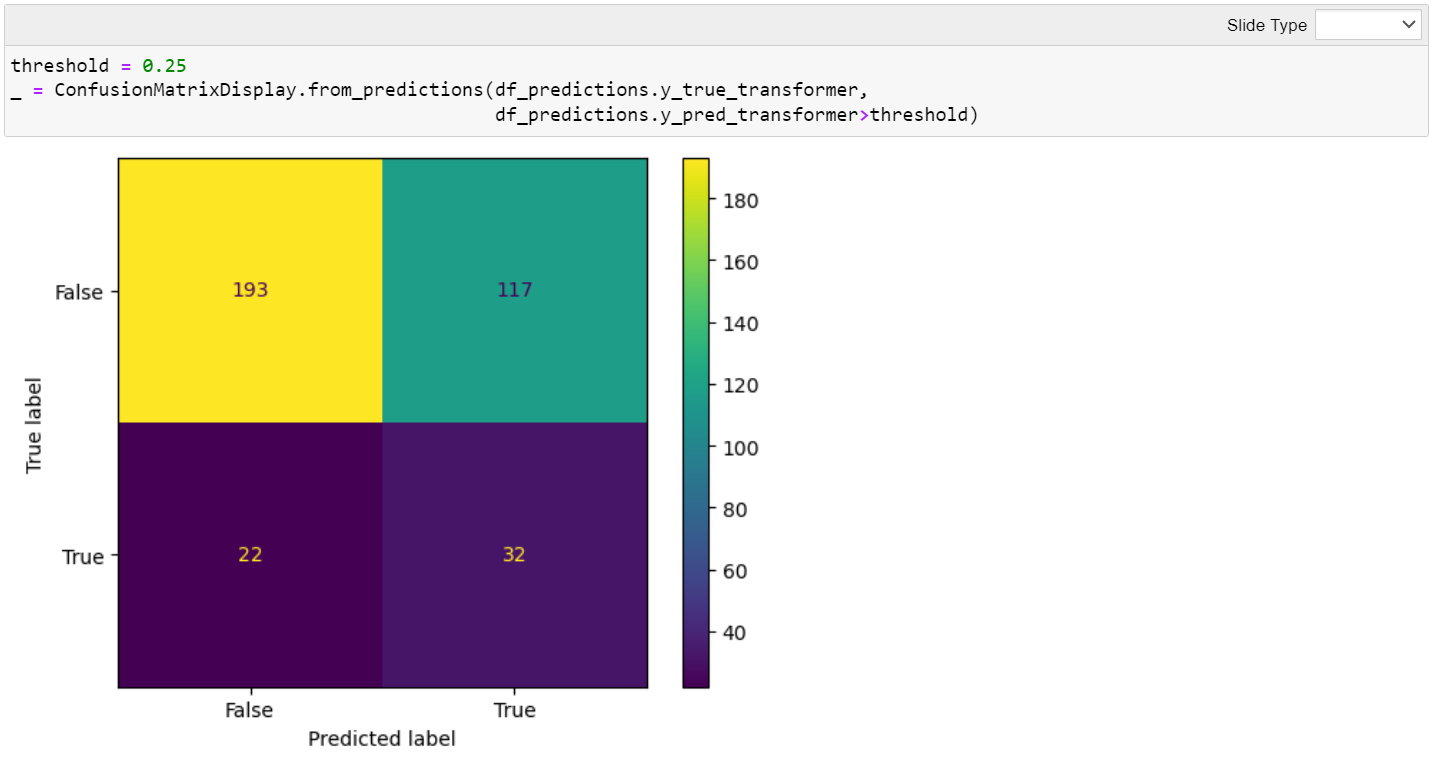 Slide Type
threshold = 0.25
_ = ConfusionMatrixDisplay.from_predictions(df_predictions.y_true_transformer,
df_predictions.y_pred_transformer>threshold)
180
160
140
120
100
80
60
40
False
193
117
True label
True
22
32
False
True
Predicted label